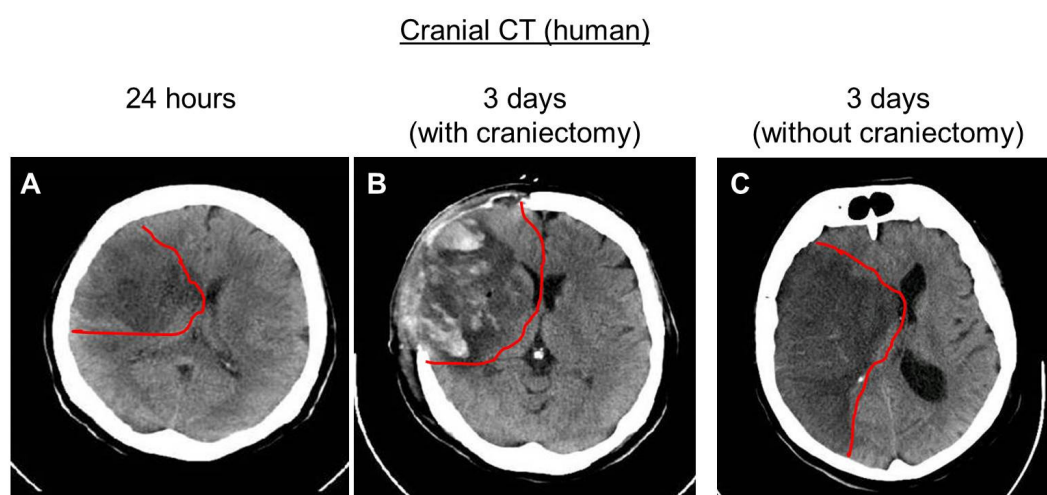 Cranial CT (human)
24 hours
3 days
(with craniectomy)
3 days
(without craniectomy)
A
B
C